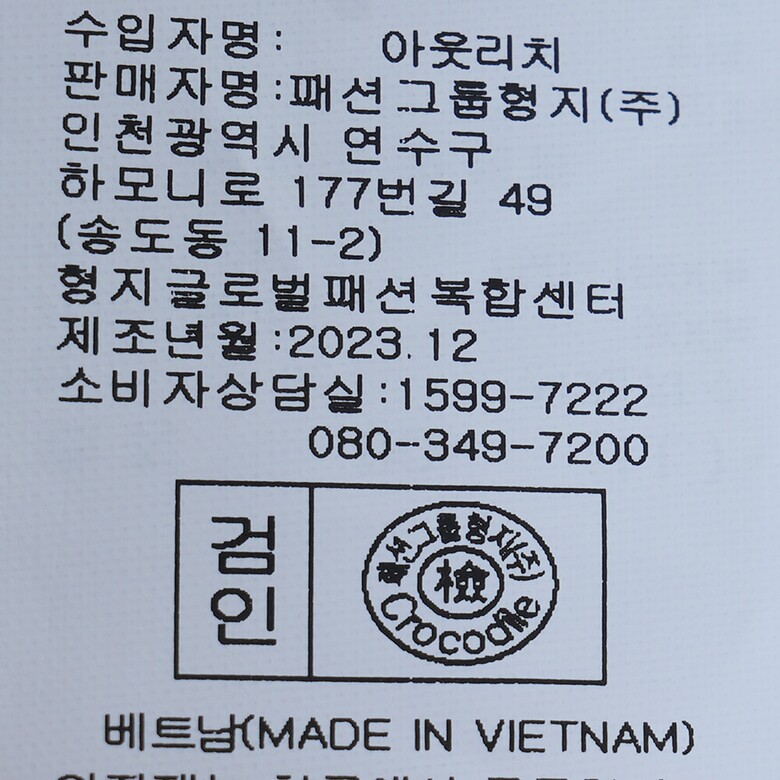 수입자명: 아웃리치
판매자명:패션그룹형지(주)
인천광역시 연수구
하모니로 177번길 49
(송도동 11-2)
형지글로벌패션복합센터
제조년월:2023.12
소비자상담실:1599-7222
080-349-7200
검인
패션그룹형지(주)
檢
Crocodile
베트남(MADE IN VIETNAM)